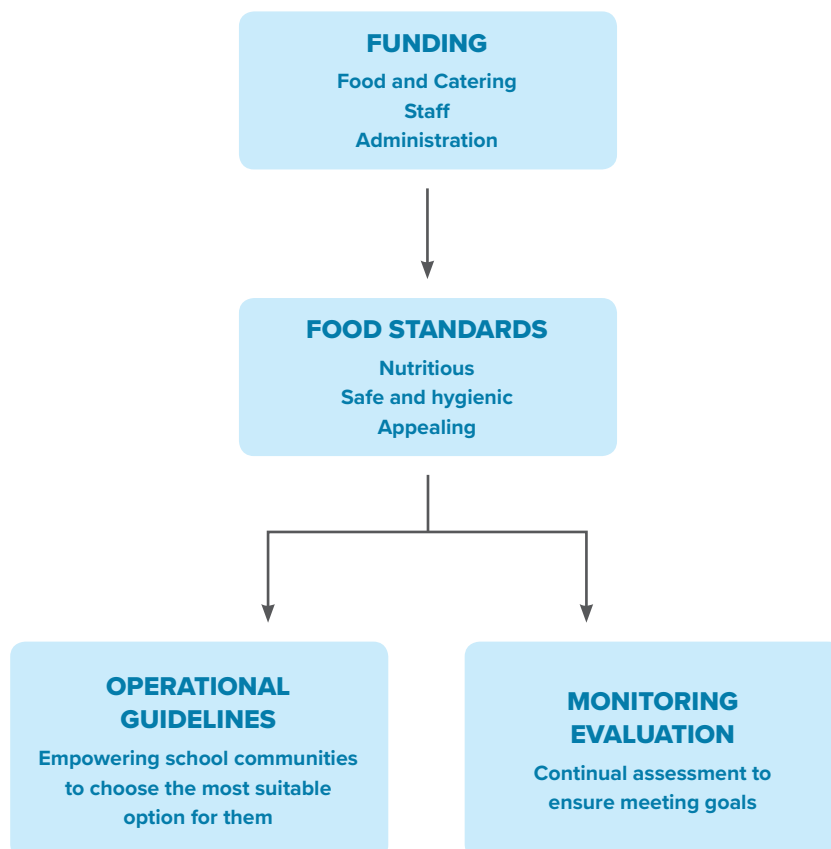 FUNDING
Food and Catering
Staff
Administration
FOOD STANDARDS
Nutritious
Safe and hygienic
Appealing
OPERATIONAL
GUIDELINES
Empowering school communities
to choose the most suitable
option for them
MONITORING
EVALUATION
Continual assessment to
ensure meeting goals